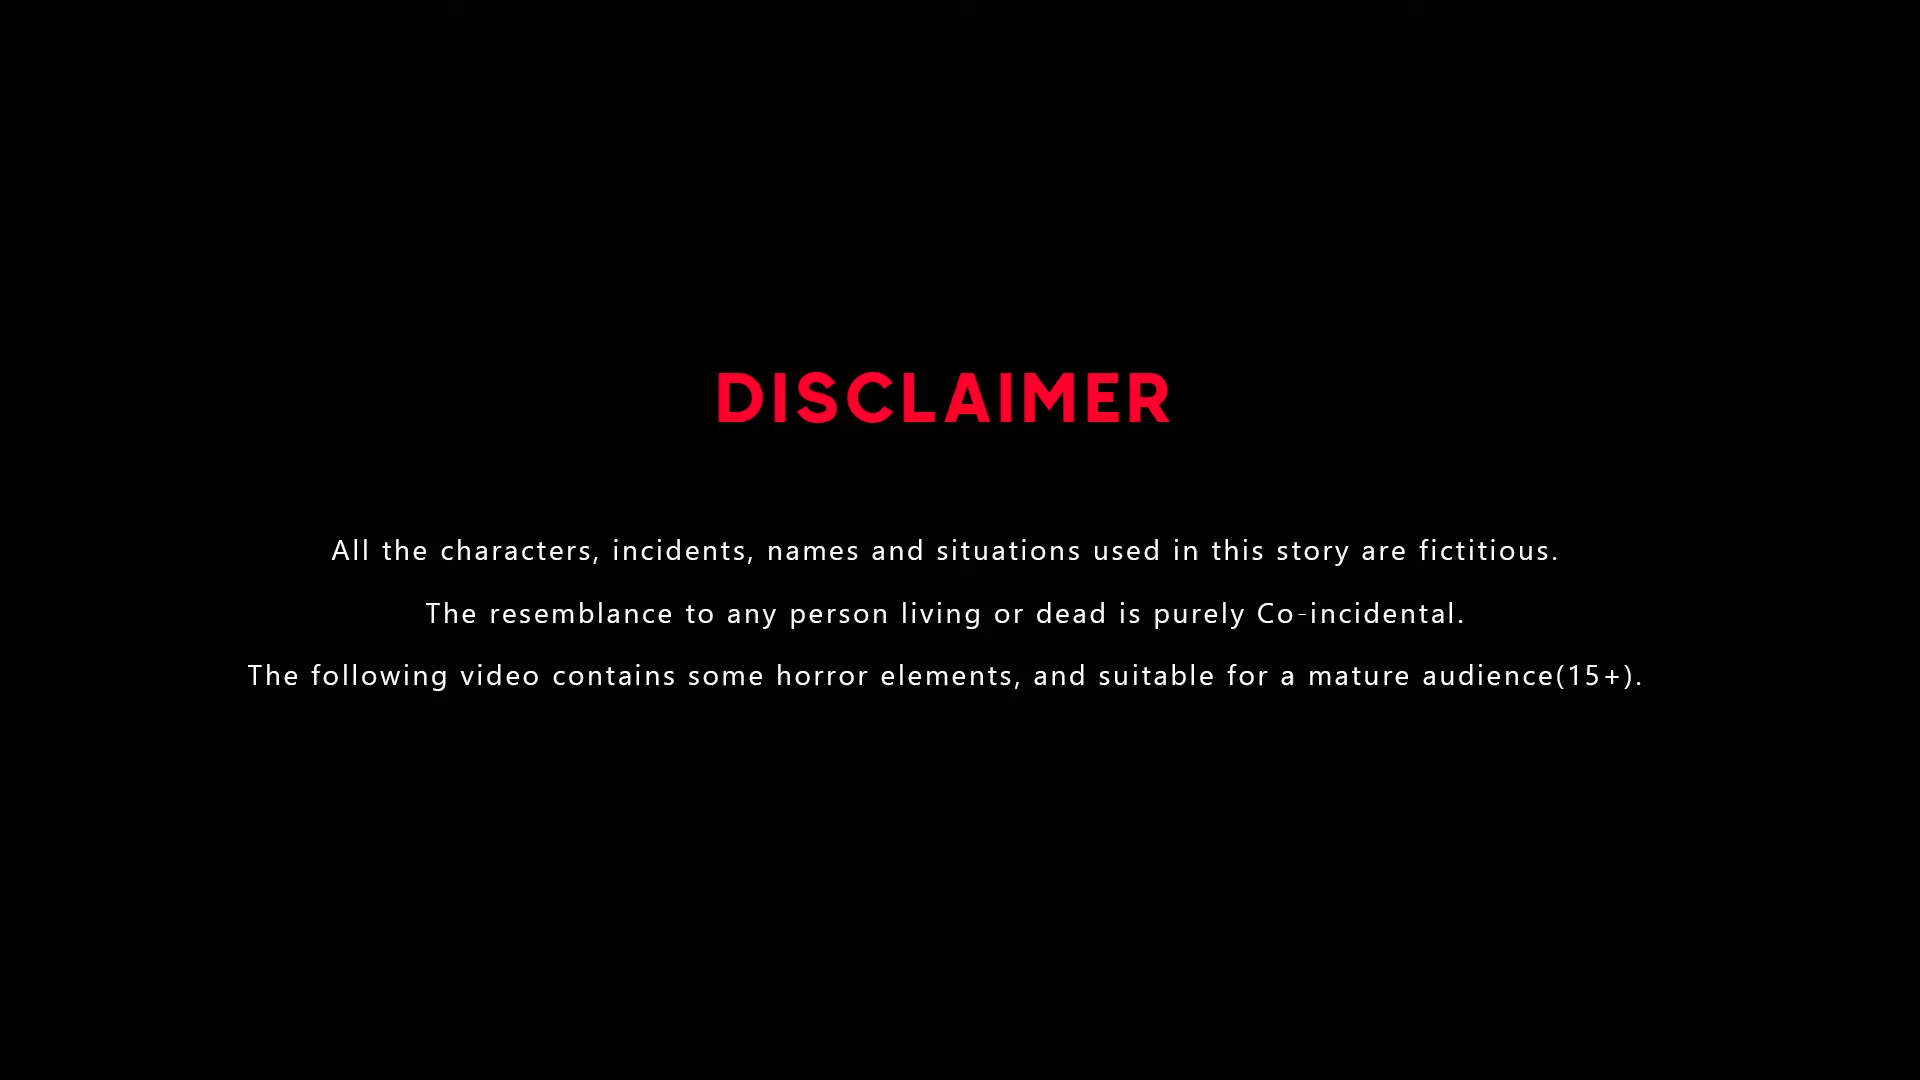 DISCLAIMER
All the characters, incidents, names and situations used in this story are fictitious.
The resemblance to any person living or dead is purely Co-incidental.
The following video contains some horror elements, and suitable for a mature audience(15+).